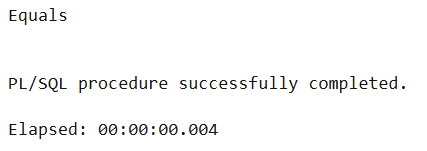 Equals
PL/SQL procedure successfully completed.
Elapsed: 00:00:00.004